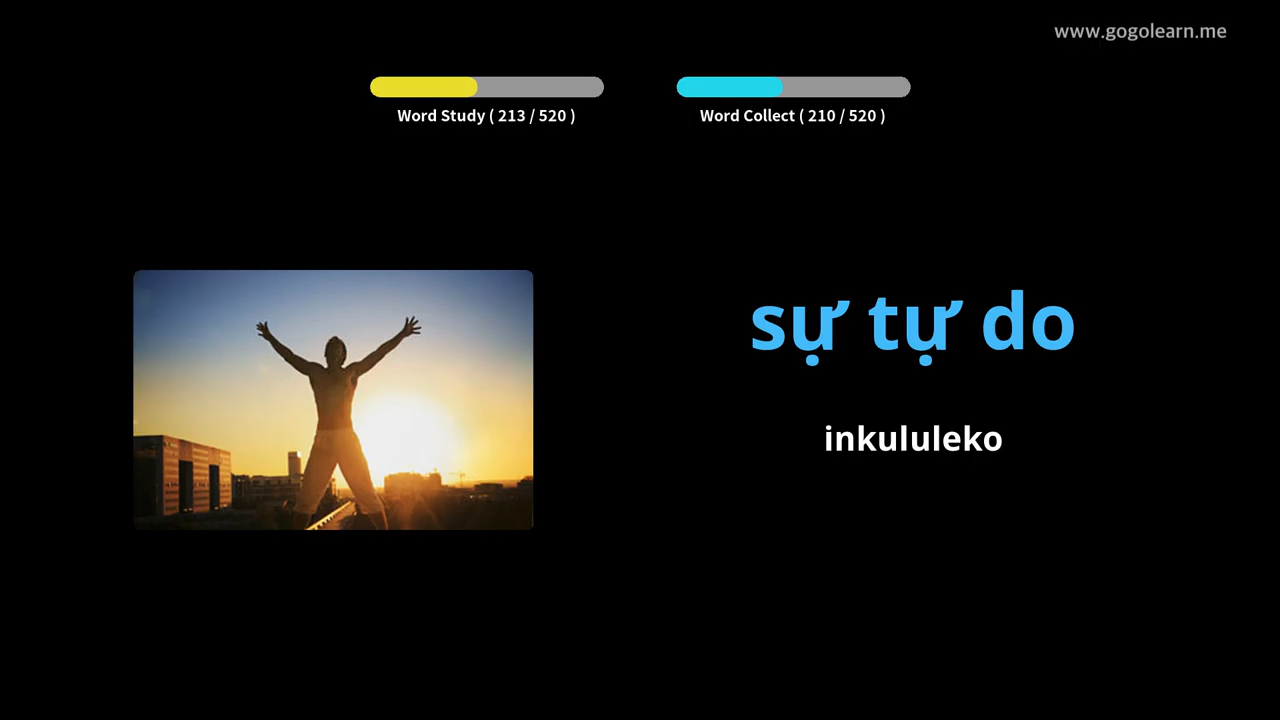 www.gogolearn.me
Word Study ( 213 / 520 )
Word Collect ( 210 / 520 )
sự tự do
inkululeko